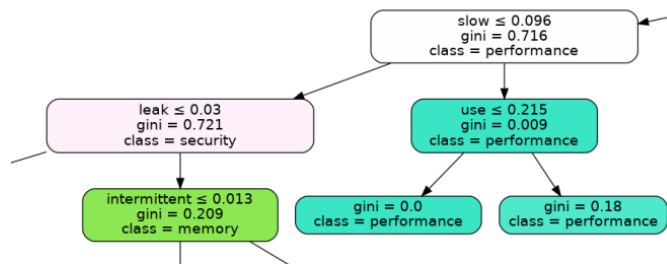 slow ≤ 0.096
gini = 0.716
class = performance
leak ≤ 0.03
gini = 0.721
class = security
use ≤ 0.215
gini = 0.009
class = performance
intermittent ≤ 0.013
gini = 0.209
class = memory
gini = 0.0
class = performance
gini = 0.18
class = performance